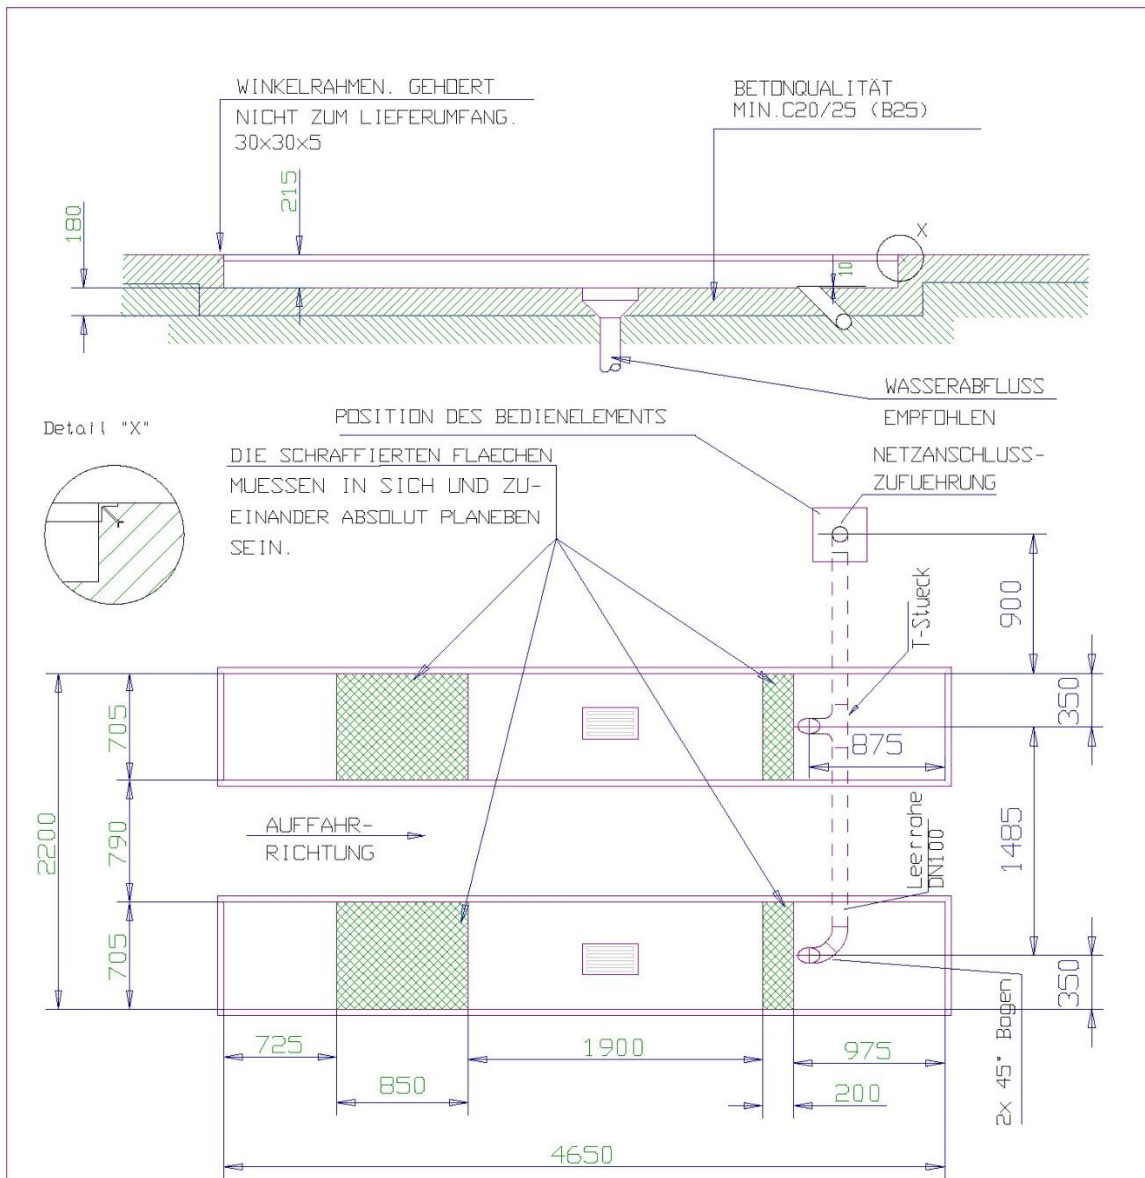 WINKELRAHMEN. GEHOERT
NICHT ZUM LIEFERUMFANG.
30x30x5
BETONQUALITÄT
MIN.C20/25 (B25)
215
180
X
10
WASSERABFLUSS
EMPFOHLEN
Detail "X"
POSITION DES BEDIENELEMENTS
NETZANSCHLUSS-
ZUFUEHRUNG
DIE SCHRAFFIERTEN FLAECHEN
MUESSEN IN SICH UND ZU-
EINANDER ABSOLUT PLANEBEN
SEIN.
900
T-Stueck
350
705
875
2200
790
AUFFAHR-
RICHTUNG
1485
Leerrohe
DN100
705
350
2x 45° Bogen
725
1900
975
850
200
4650